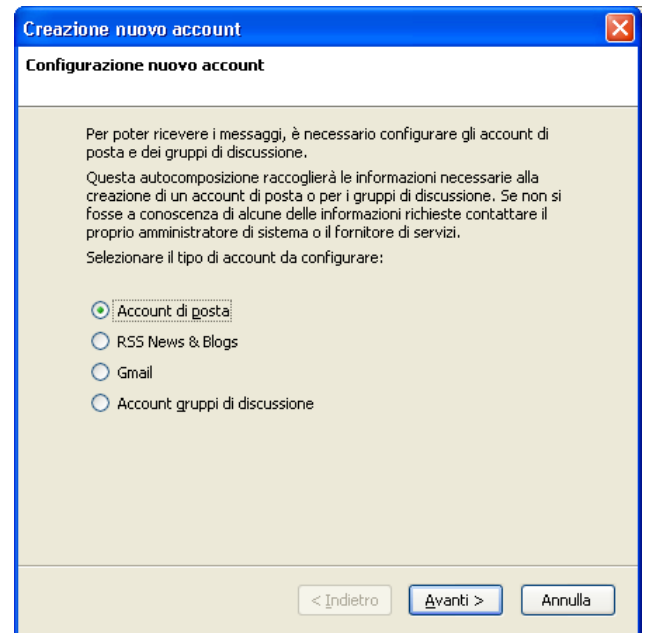 Creazione nuovo account
Configurazione nuovo account
Per poter ricevere i messaggi, è necessario configurare gli account di
posta e dei gruppi di discussione.
Questa autocomposizione raccoglierà le informazioni necessarie alla
creazione di un account di posta o per i gruppi di discussione. Se non si
fosse a conoscenza di alcune delle informazioni richieste contattare il
proprio amministratore di sistema o il fornitore di servizi.
Selezionare il tipo di account da configurare:
Account di posta
RSS News & Blogs
Gmail
Account gruppi di discussione
< Indietro
Avanti >
Annulla